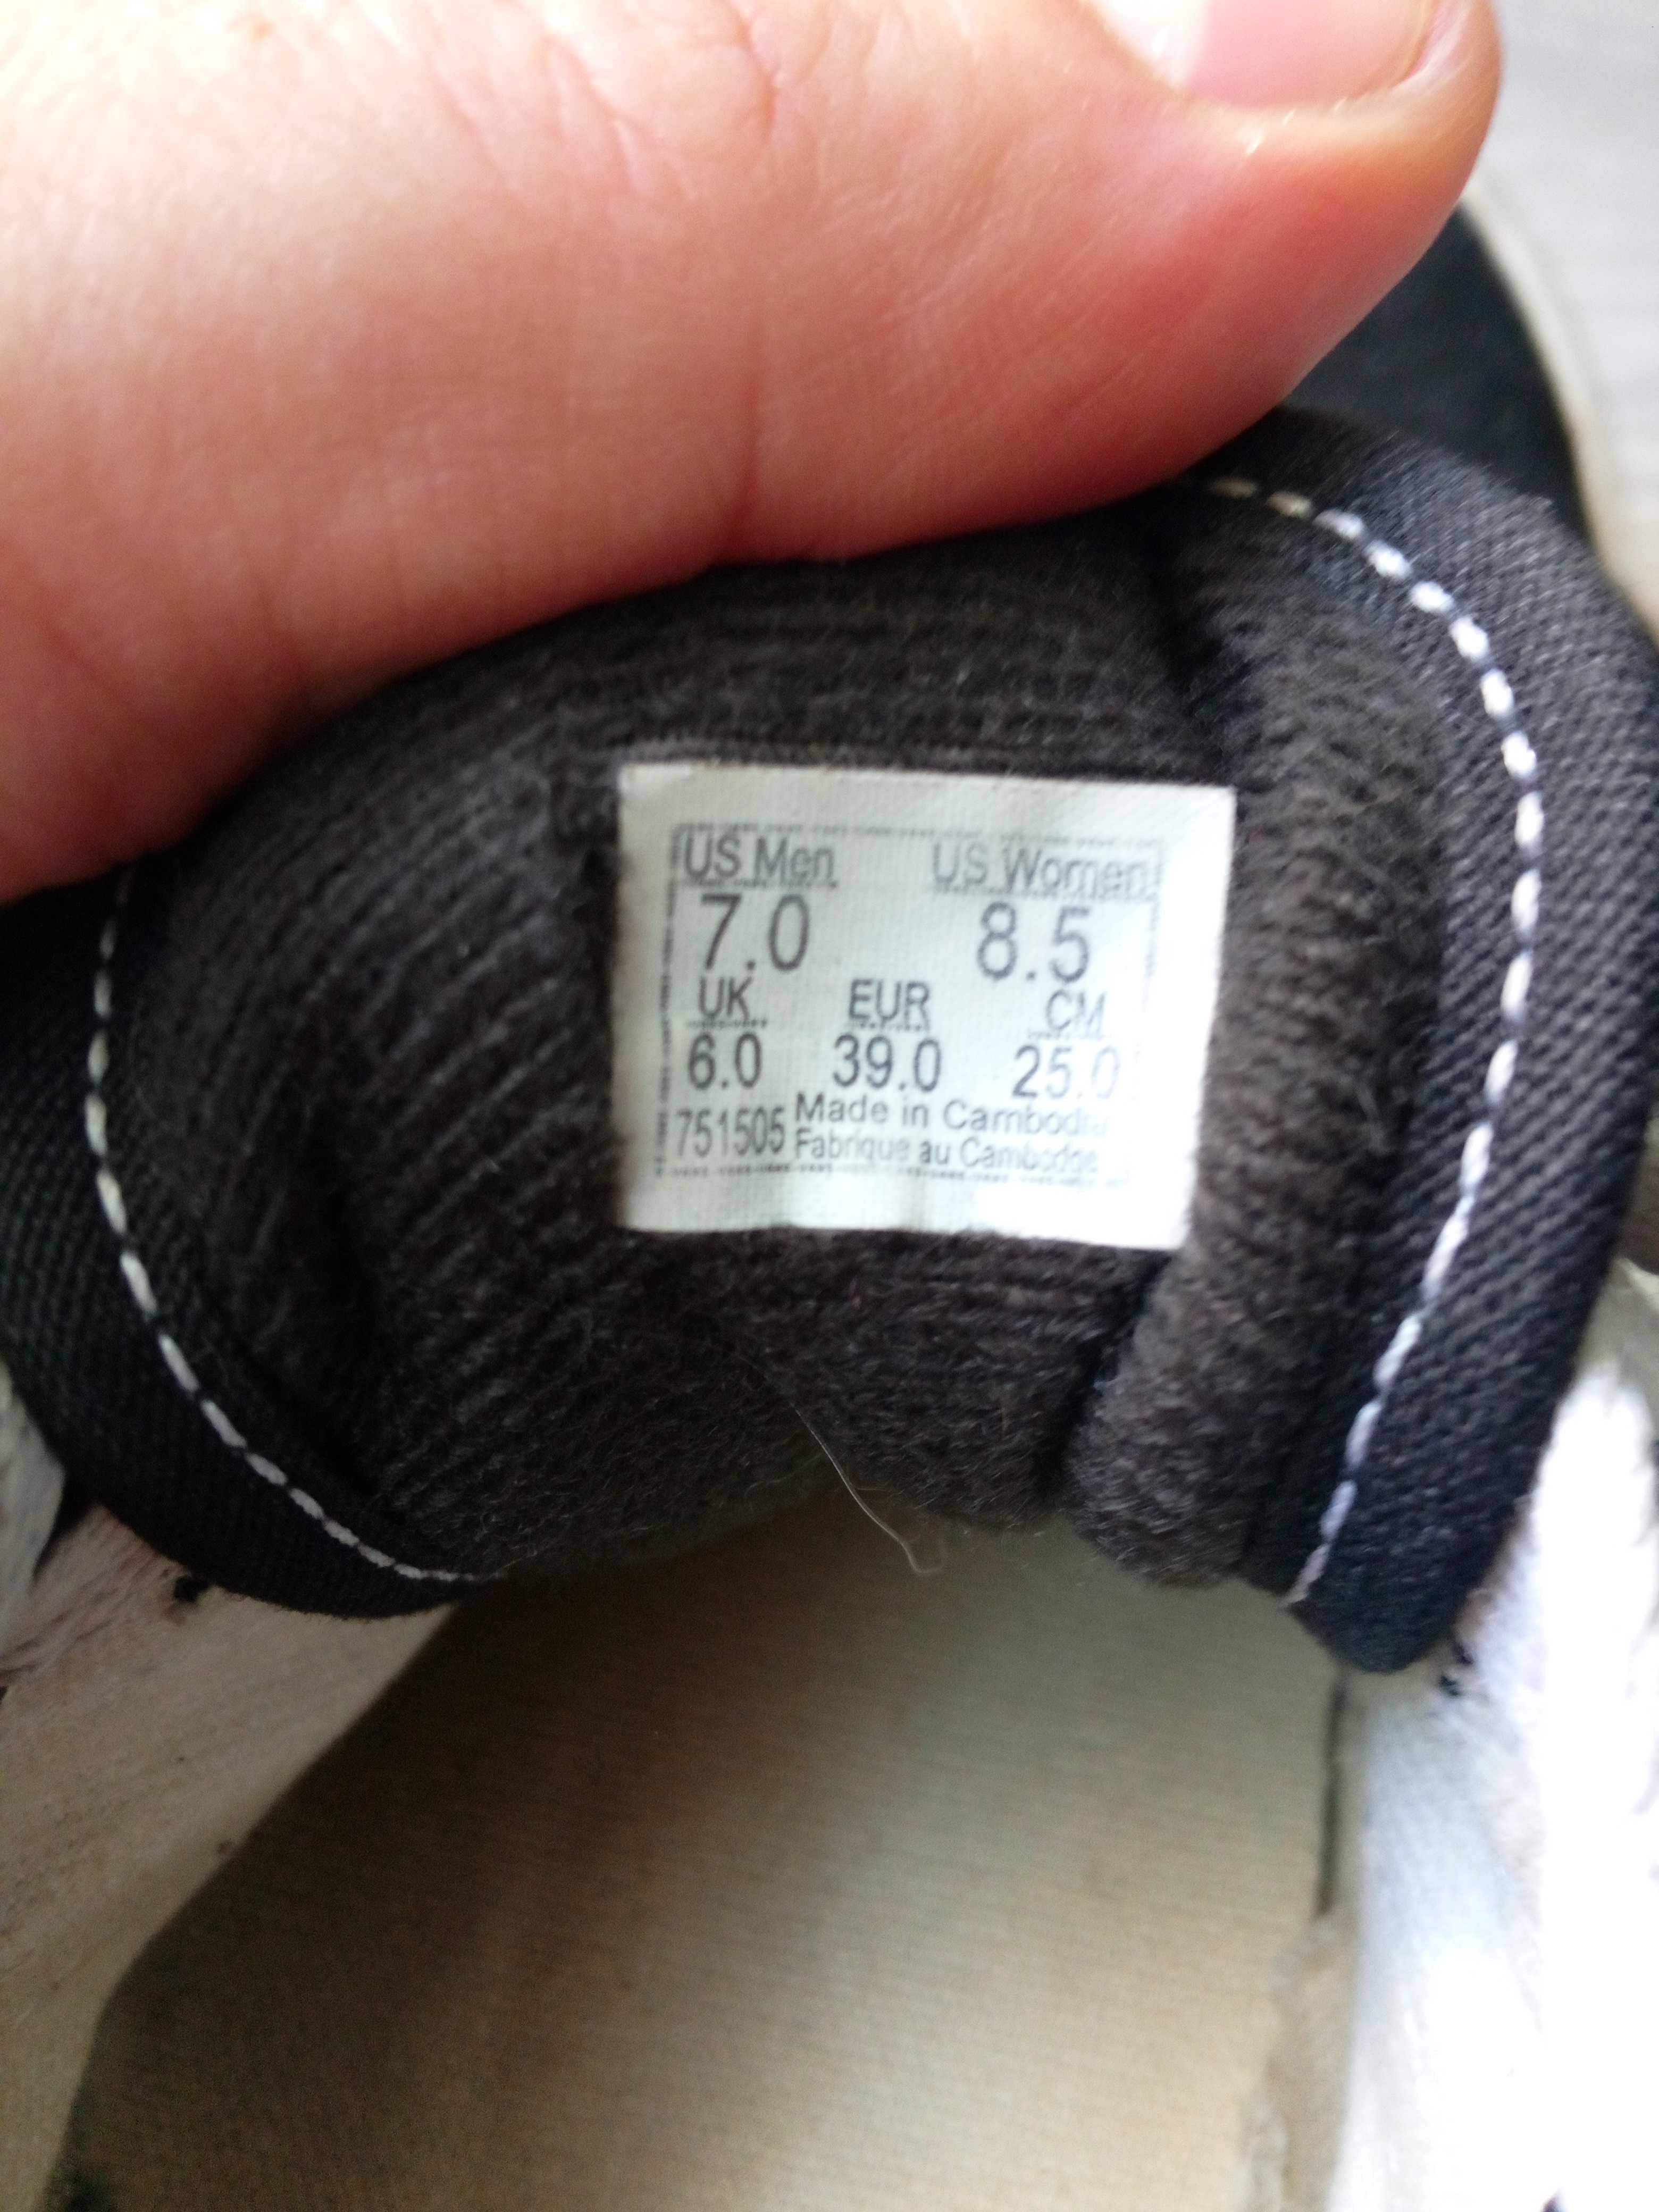 US Men US Women
7.0 8.5
UK EUR CM
6.0 39.0 25.0
751505 Made in Cambodia
Fabrique au Cambodge